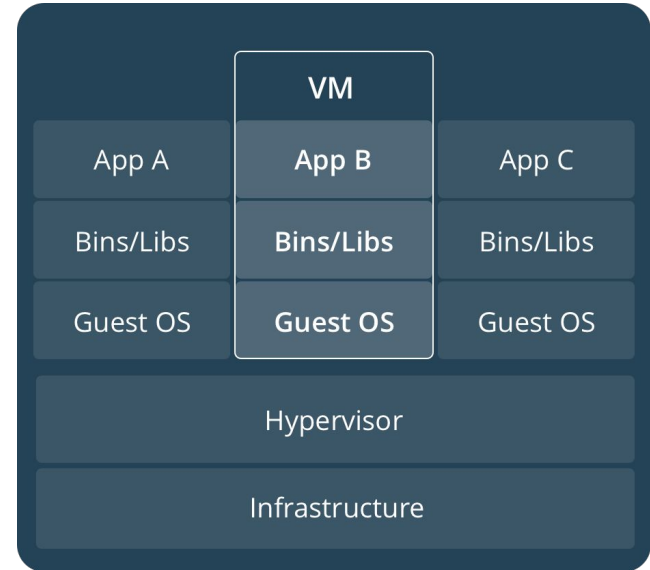 VM
App A App B App C
Bins/Libs Bins/Libs Bins/Libs
Guest OS Guest OS Guest OS
Hypervisor
Infrastructure